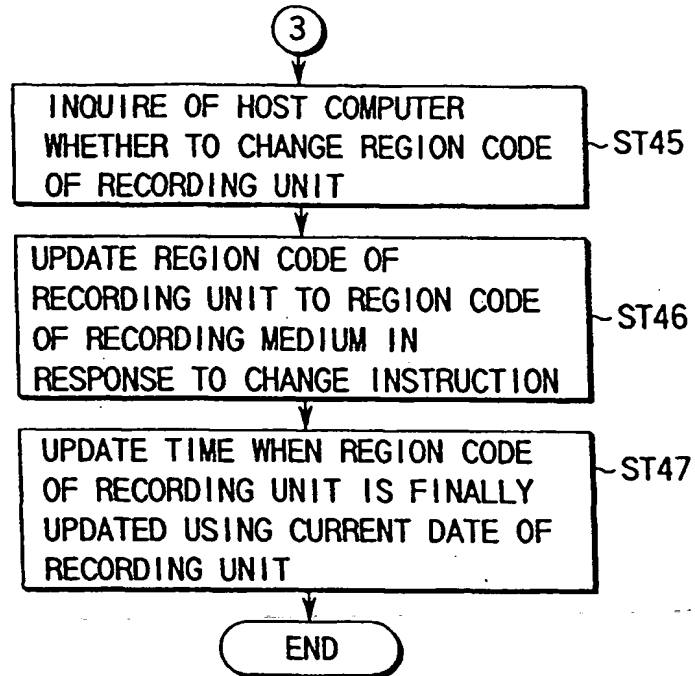 3
INQUIRE OF HOST COMPUTER
WHETHER TO CHANGE REGION CODE
OF RECORDING UNIT
ST45
UPDATE REGION CODE OF
RECORDING UNIT TO REGION CODE
OF RECORDING MEDIUM IN
RESPONSE TO CHANGE INSTRUCTION
ST46
UPDATE TIME WHEN REGION CODE
OF RECORDING UNIT IS FINALLY
UPDATED USING CURRENT DATE OF
RECORDING UNIT
ST47
END